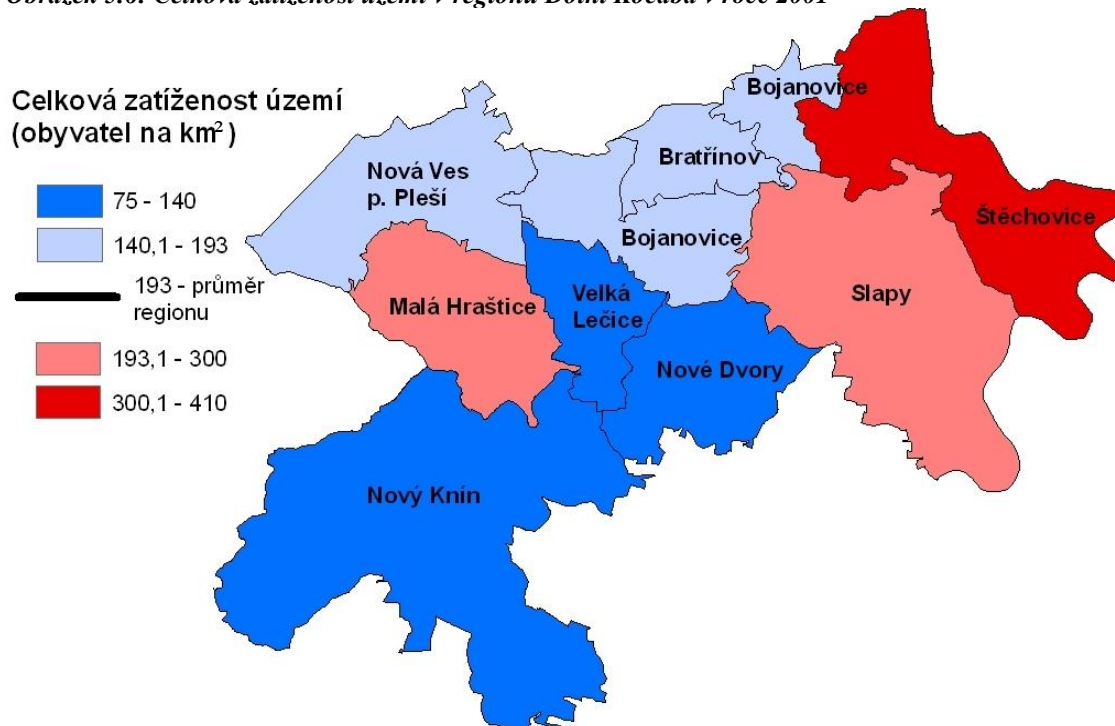 Celková zatíženost území
(obyvatel na km²)
75 - 140
140,1 - 193
193 - průměr
regionu
193,1 - 300
300,1 - 410
Bojanovice
Bratřínov
Nová Ves
p. Pleší
Štěchovice
Bojanovice
Malá Hraštice
Velká
Lečice
Slapy
Nové Dvory
Nový Knín